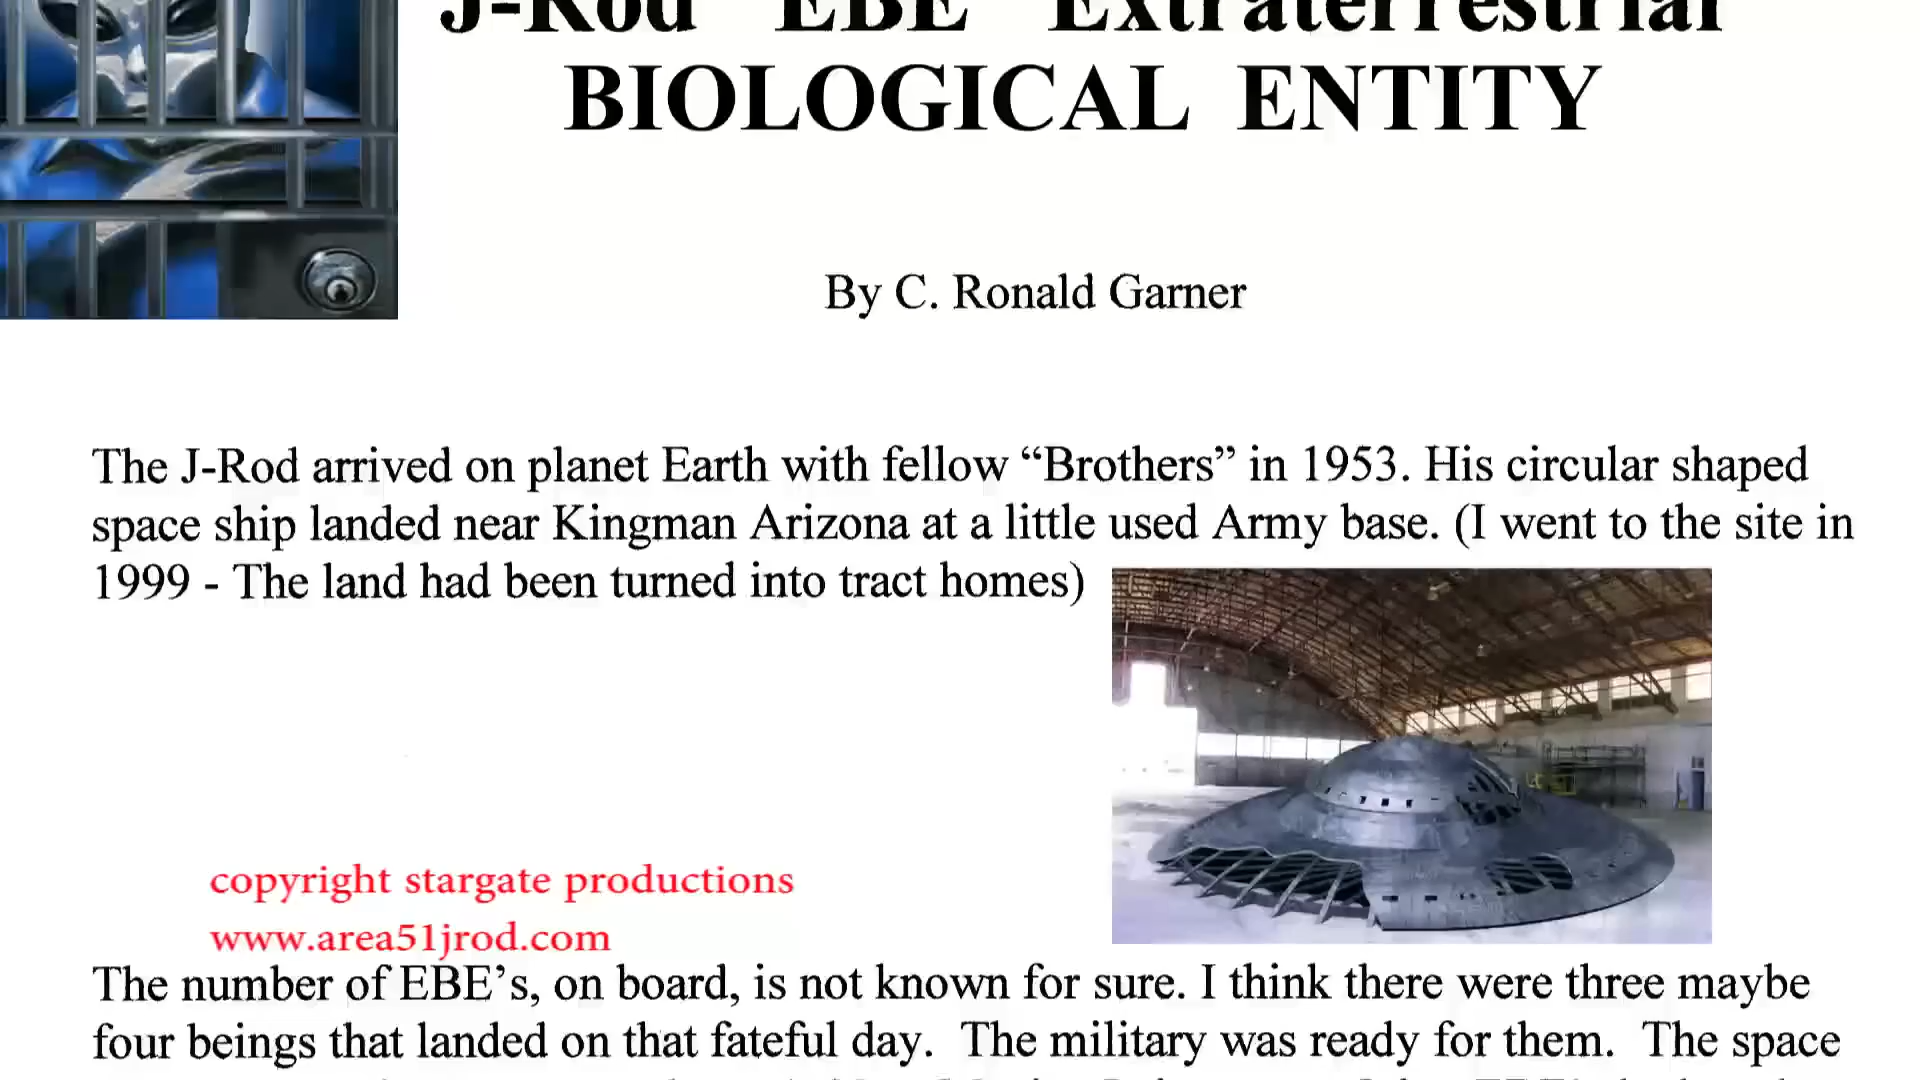 J-Rod "EBE" Extraterrestrial
BIOLOGICAL ENTITY
By C. Ronald Garner
The J-Rod arrived on planet Earth with fellow “Brothers” in 1953. His circular shaped
space ship landed near Kingman Arizona at a little used Army base. (I went to the site in
1999 - The land had been turned into tract homes)
copyright stargate productions
www.area51jrod.com
The number of EBE’s, on board, is not known for sure. I think there were three maybe
four beings that landed on that fateful day.  The military was ready for them.  The space